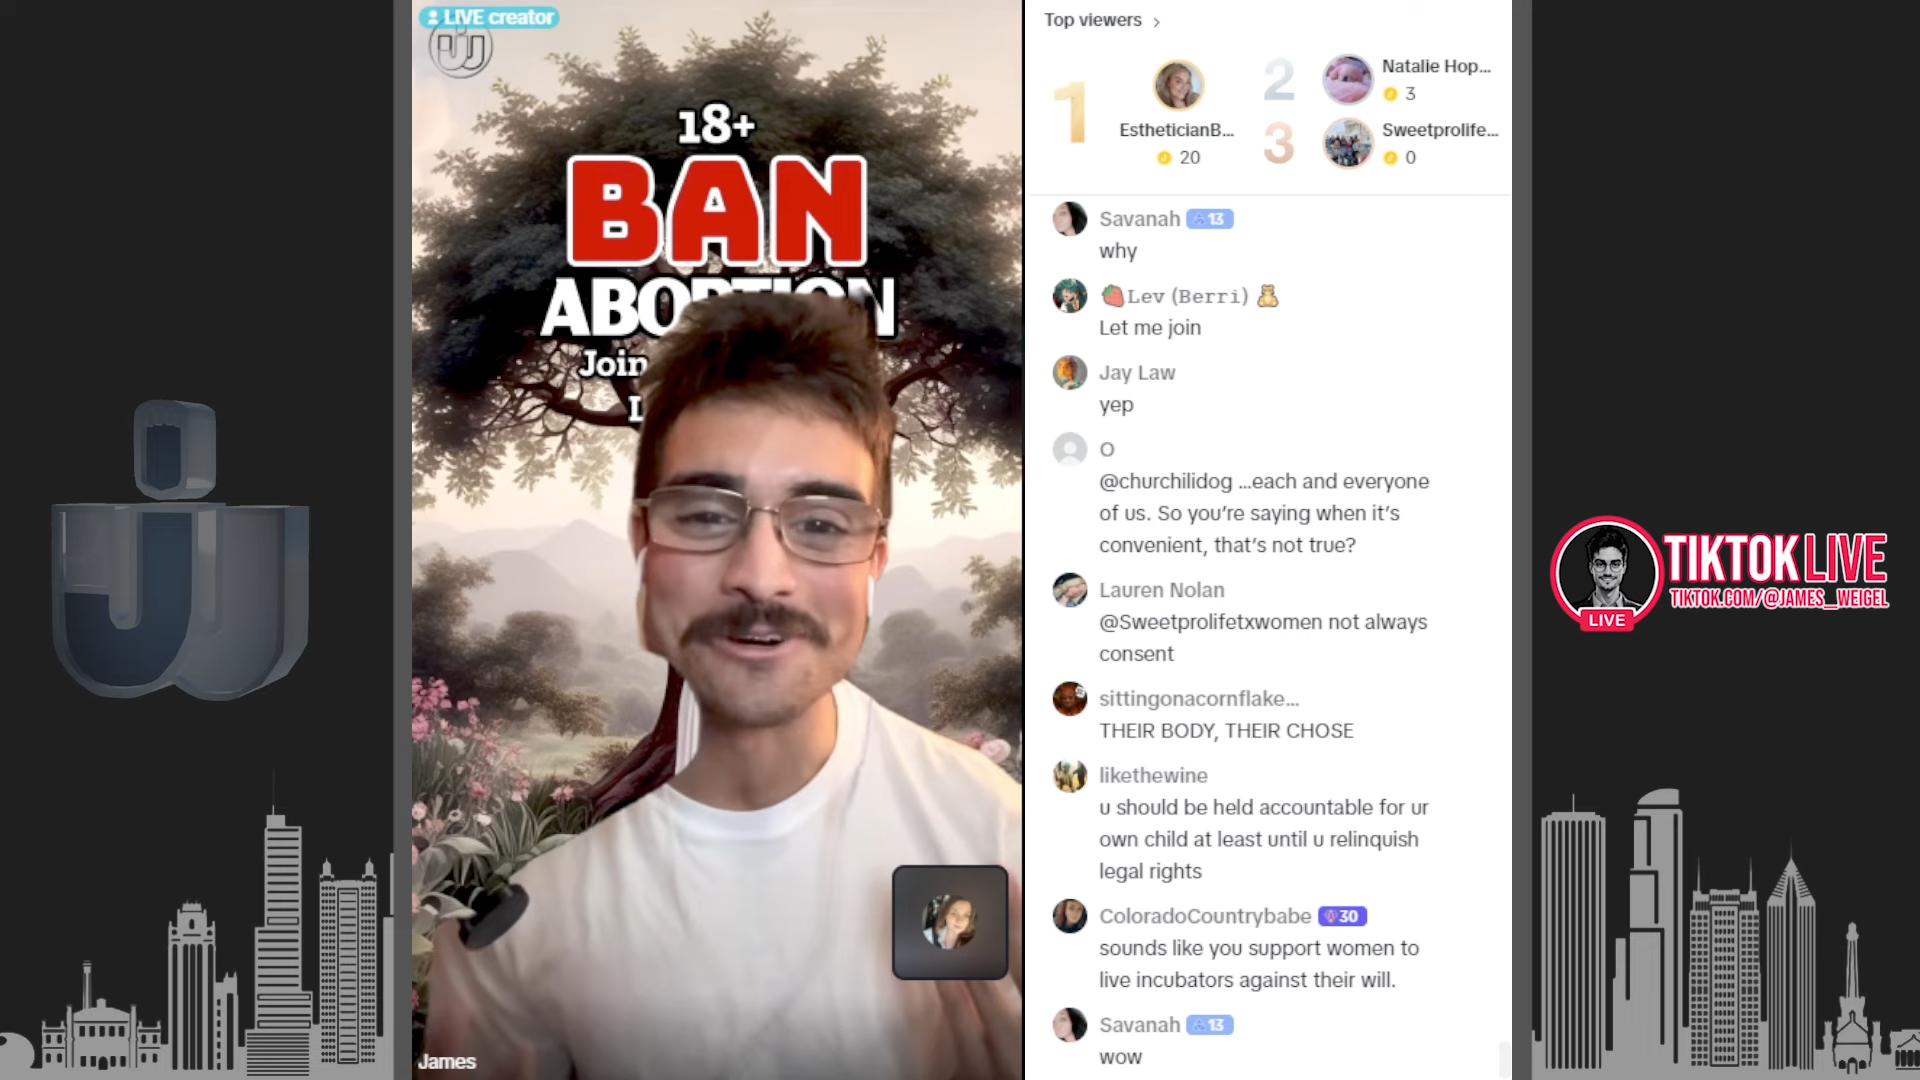 LIVE creator
18+
BAN
ABO
N
Join
James
Top viewers >
1
EstheticianB...
20
2
Natalie Hop...
3
3
Sweetprolife...
0
Savanah 13
why
🍓Lev (Berri) 🧸
Let me join
Jay Law
yep
O
@churchilidog ...each and everyone
of us. So you're saying when it's
convenient, that's not true?
Lauren Nolan
@Sweetprolifetxwomen not always
consent
sittingonacornflake...
THEIR BODY, THEIR CHOSE
likethewine
u should be held accountable for ur
own child at least until u relinquish
legal rights
ColoradoCountrybabe 30
sounds like you support women to
live incubators against their will.
Savanah 13
wow
TIKTOK LIVE
TIKTOK.COM/@JAMES_WEIGEL
LIVE